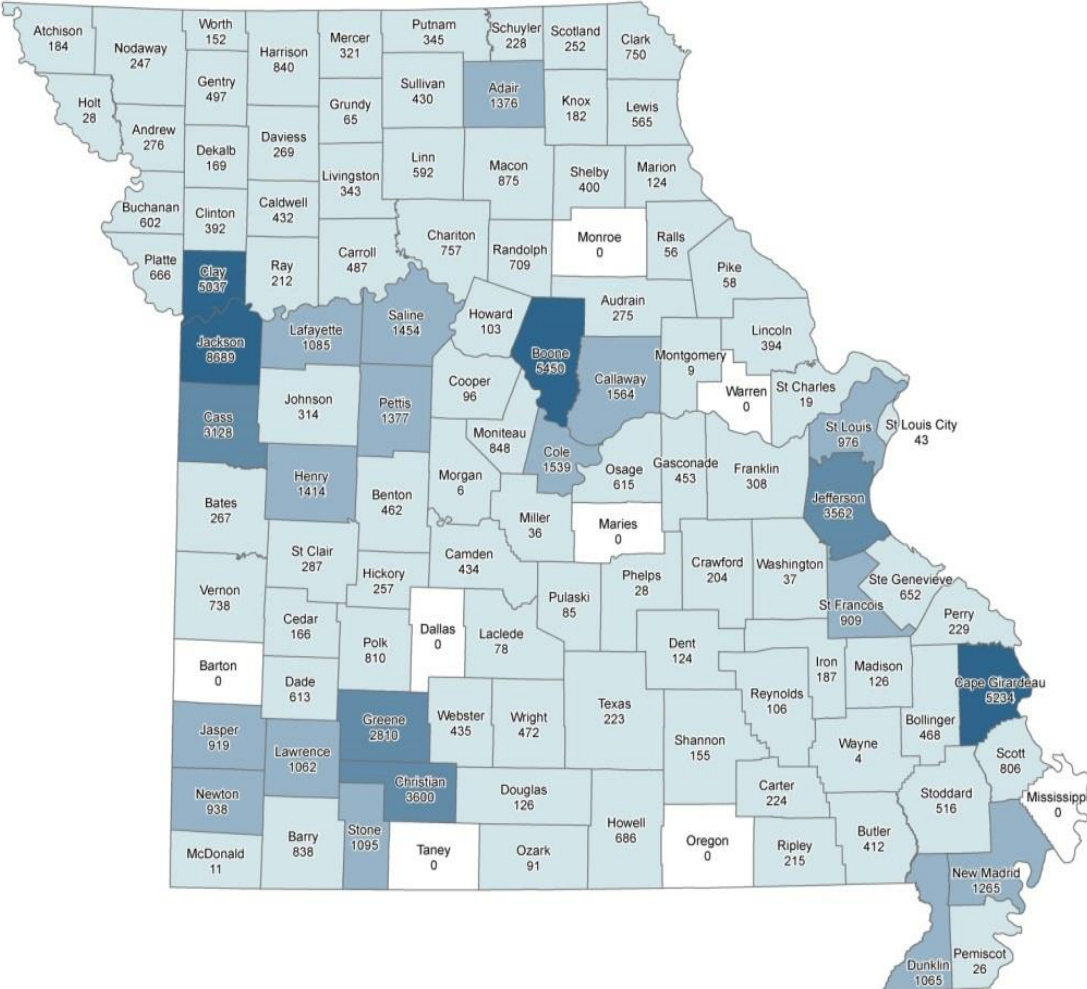 Atchison
184
Nodaway
247
Worth
152
Harrison
840
Mercer
321
Putnam
345
Schuyler
228
Scotland
252
Clark
750
Holt
28
Andrew
276
Gentry
497
Dekalb
169
Daviess
269
Grundy
65
Sullivan
430
Adair
1376
Knox
182
Lewis
565
Buchanan
602
Clinton
392
Caldwell
432
Livingston
343
Linn
592
Macon
875
Shelby
400
Marion
124
Platte
666
Clay
5037
Ray
212
Carroll
487
Chariton
757
Randolph
709
Monroe
0
Ralls
56
Pike
58
Jackson
8689
Lafayette
1085
Saline
1454
Howard
103
Boone
5450
Audrain
275
Callaway
1564
Montgomery
9
Lincoln
394
Warren
0
St Charles
19
St Louis
976
St Louis City
43
Cass
3128
Johnson
314
Pettis
1377
Cooper
96
Moniteau
848
Cole
1539
Osage
615
Gasconade
453
Franklin
308
Jefferson
3562
Bates
267
Henry
1414
Benton
462
Morgan
6
Miller
36
Maries
0
Vernon
738
St Clair
287
Hickory
257
Camden
434
Pulaski
85
Phelps
28
Crawford
204
Washington
37
St Francois
909
Ste Genevieve
652
Perry
229
Barton
0
Cedar
166
Polk
810
Dallas
0
Laclede
78
Dent
124
Iron
187
Madison
126
Cape Girardeau
5234
Dade
613
Jasper
919
Lawrence
1062
Greene
2810
Webster
435
Wright
472
Texas
223
Shannon
155
Reynolds
106
Wayne
4
Bollinger
468
Scott
806
Mississippi
0
Newton
938
Christian
3600
Douglas
126
Howell
686
Carter
224
Stoddard
516
McDonald
11
Barry
838
Stone
1095
Taney
0
Ozark
91
Oregon
0
Ripley
215
Butler
412
New Madrid
1265
Dunklin
1065
Pemiscot
26